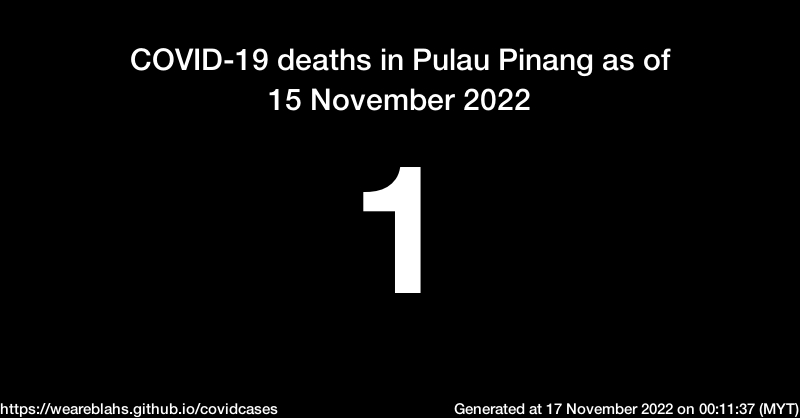 COVID-19 deaths in Pulau Pinang as of
15 November 2022
1
https://weareblahs.github.io/covidcases
Generated at 17 November 2022 on 00:11:37 (MYT)